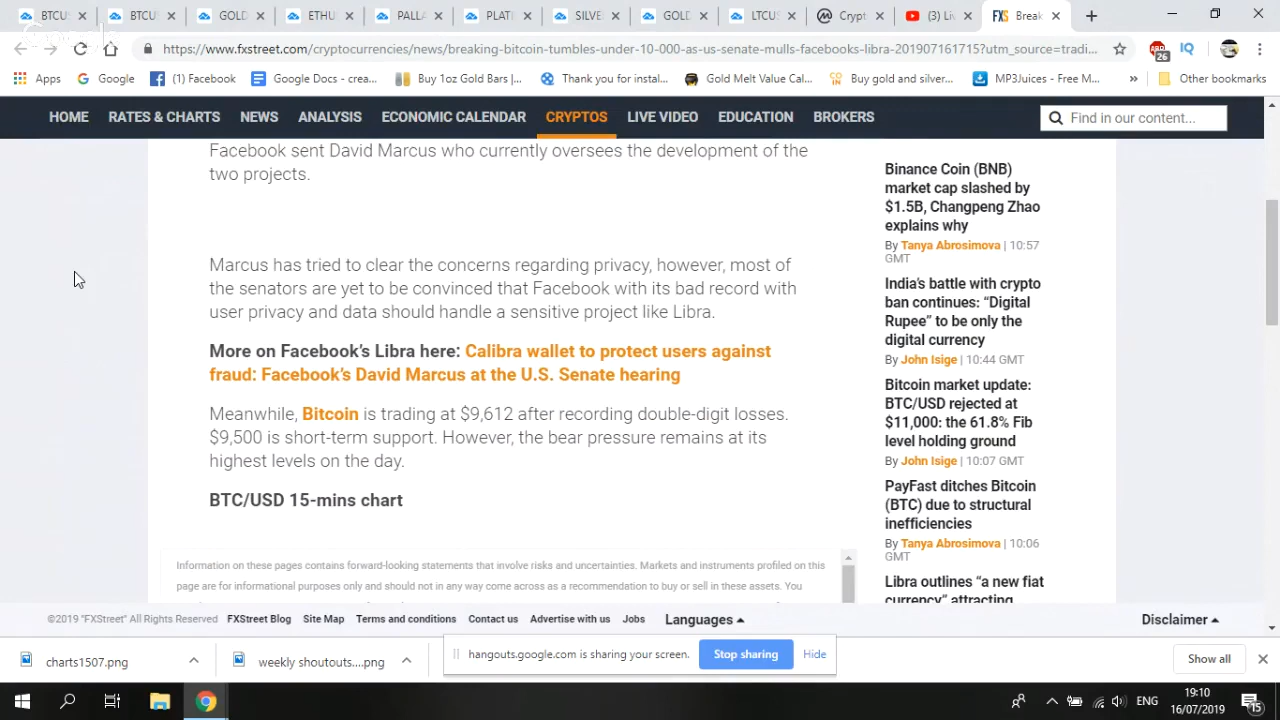 BTCUS
BTCUS
GOLD
ETHU
PALLA
PLATI
SILVE
GOLD
LTCUS
Crypt
(3) Liv
FXS Break
https://www.fxstreet.com/cryptocurrencies/news/breaking-bitcoin-tumbles-under-10-000-as-us-senate-mulls-facebooks-libra-201907161715?utm_source=tradi...
26
Apps
Google
(1) Facebook
Google Docs - crea...
Buy 1oz Gold Bars |...
Thank you for instal...
Gold Melt Value Cal...
Buy gold and silver...
MP3Juices - Free M...
Other bookmarks
HOME RATES & CHARTS NEWS ANALYSIS ECONOMIC CALENDAR CRYPTOS LIVE VIDEO EDUCATION BROKERS
Find in our content...
Facebook sent David Marcus who currently oversees the development of the
two projects.
Marcus has tried to clear the concerns regarding privacy, however, most of
the senators are yet to be convinced that Facebook with its bad record with
user privacy and data should handle a sensitive project like Libra.
More on Facebook's Libra here: Calibra wallet to protect users against
fraud: Facebook's David Marcus at the U.S. Senate hearing
Meanwhile, Bitcoin is trading at $9,612 after recording double-digit losses.
$9,500 is short-term support. However, the bear pressure remains at its
highest levels on the day.
BTC/USD 15-mins chart
Information on these pages contains forward-looking statements that involve risks and uncertainties. Markets and instruments profiled on this
page are for informational purposes only and should not in any way come across as a recommendation to buy or sell in these assets. You
Binance Coin (BNB)
market cap slashed by
$1.5B, Changpeng Zhao
explains why
By Tanya Abrosimova | 10:57
GMT
India's battle with crypto
ban continues: "Digital
Rupee" to be only the
digital currency
By John Isige | 10:44 GMT
Bitcoin market update:
BTC/USD rejected at
$11,000: the 61.8% Fib
level holding ground
By John Isige | 10:07 GMT
PayFast ditches Bitcoin
(BTC) due to structural
inefficiencies
By Tanya Abrosimova | 10:06
GMT
Libra outlines "a new fiat
currency" attracting
©2019 "FXStreet" All Rights Reserved FXStreet Blog Site Map Terms and conditions Contact us Advertise with us Jobs Languages Disclaimer
charts1507.png
weekly shoutouts....png
hangouts.google.com is sharing your screen. Stop sharing Hide
Show all
ENG
19:10
16/07/2019
15